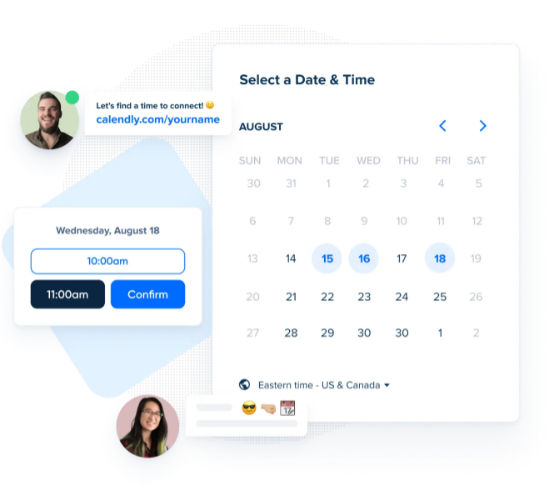 Select a Date & Time
Let's find a time to connect! 😊
calendly.com/yourname
AUGUST
SUN MON TUE WED THU FRI SAT
30 31 1 2 3 4 5
6 7 8 9 10 11 12
13 14 15 16 17 18 19
20 21 22 23 24 25 26
27 28 29 30 30 1 2
Wednesday, August 18
10:00am
11:00am Confirm
Eastern time - US & Canada